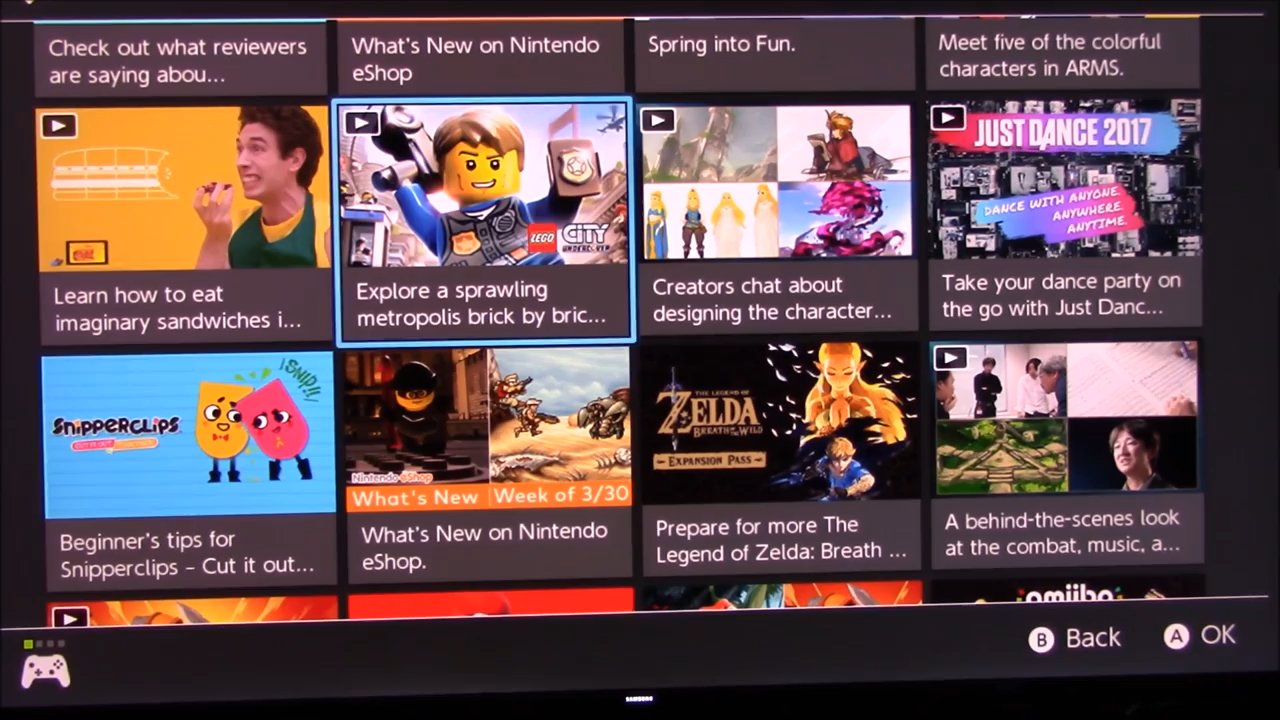 Check out what reviewers
are saying abou...
What's New on Nintendo
eShop
Spring into Fun.
Meet five of the colorful
characters in ARMS.
LEGO CITY
UNDERCOVER
JUST DANCE 2017
DANCE WITH ANYONE.
ANYWHERE.
ANYTIME.
Learn how to eat
imaginary sandwiches i...
Explore a sprawling
metropolis brick by bric...
Creators chat about
designing the character...
Take your dance party on
the go with Just Danc...
SNIPPERCLIPS
SNIP!!
Nintendo eShop
What's New Week of 3/30
THE LEGEND OF
ZELDA
BREATH OF THE WILD
EXPANSION PASS
Beginner's tips for
Snipperclips – Cut it out...
What's New on Nintendo
eShop.
Prepare for more The
Legend of Zelda: Breath ...
A behind-the-scenes look
at the combat, music, a...
amiibo
B Back
A OK
SAMSUNG